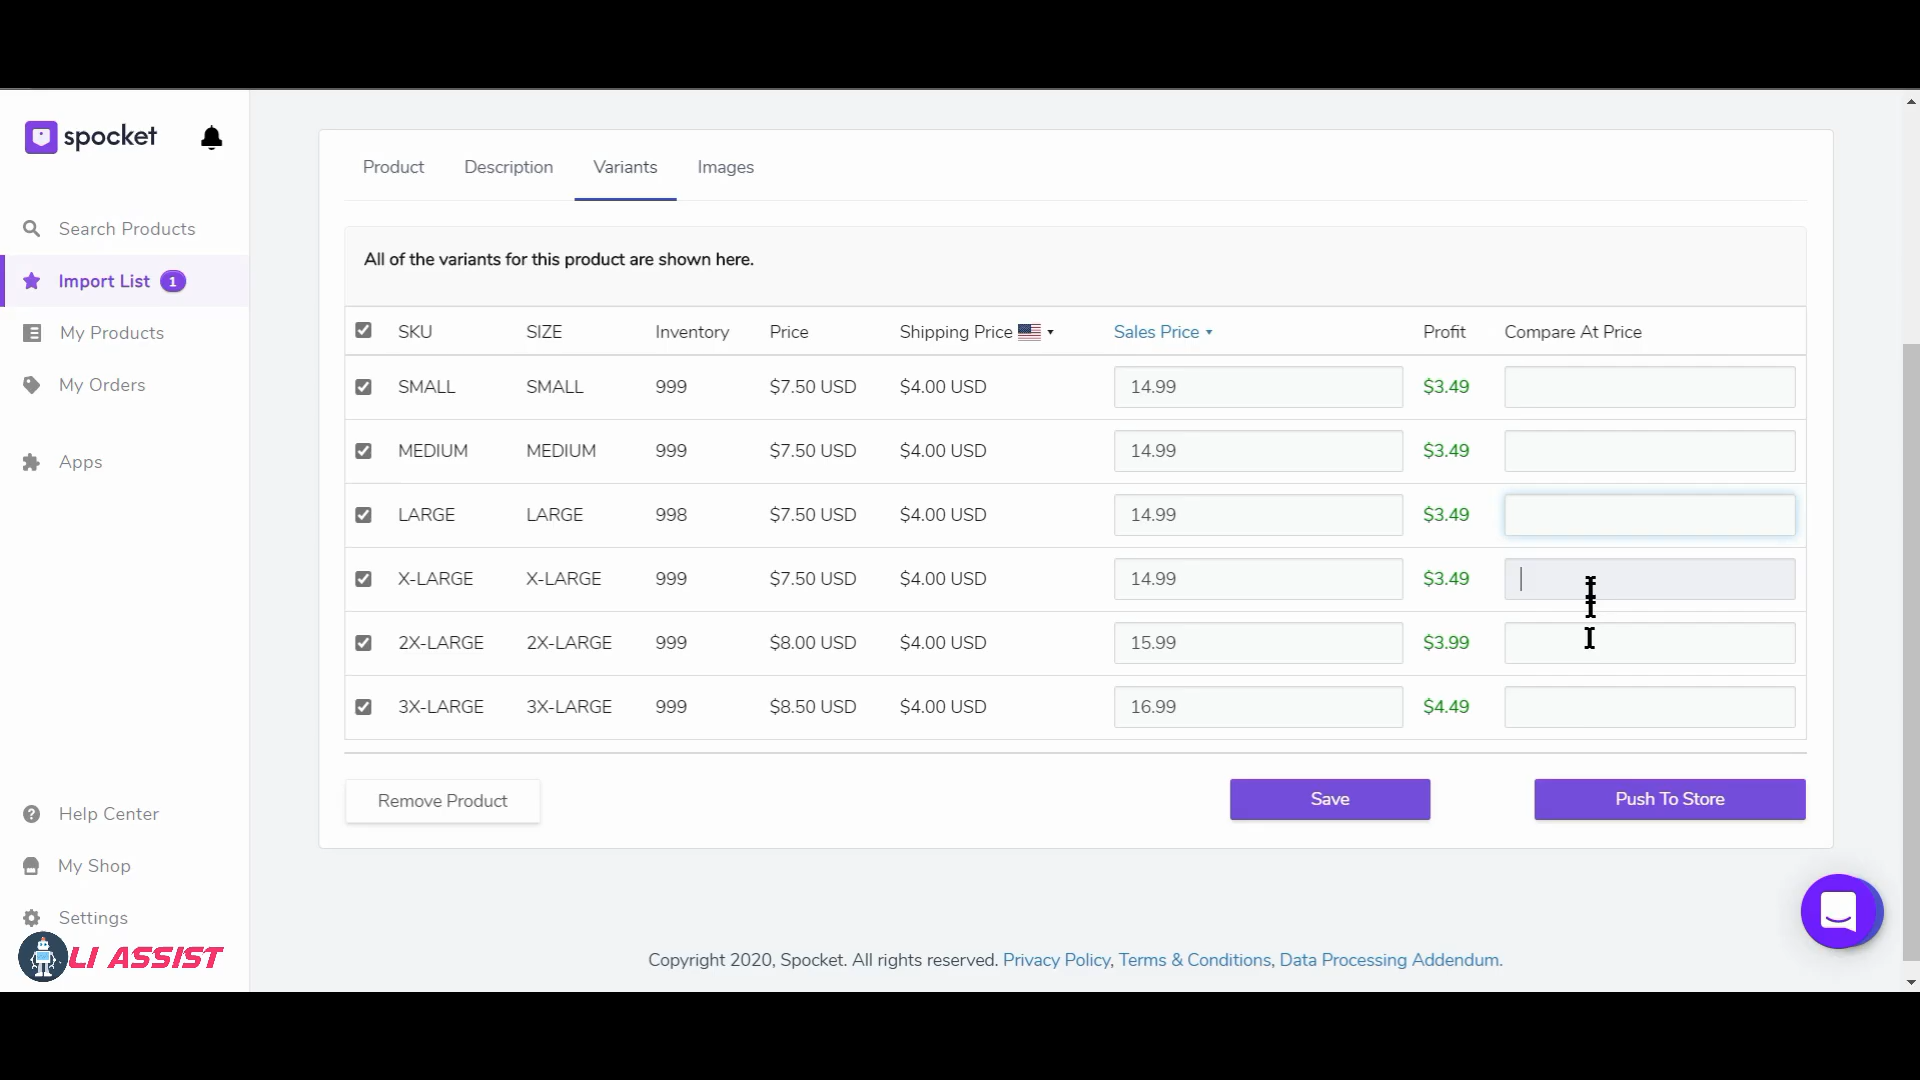 spocket
Search Products
Import List 1
My Products
My Orders
Apps
Help Center
My Shop
Settings
LI ASSIST
Product Description Variants Images
All of the variants for this product are shown here.
SKU SIZE Inventory Price Shipping Price Sales Price Profit Compare At Price
SMALL SMALL 999 $7.50 USD $4.00 USD 14.99 $3.49
MEDIUM MEDIUM 999 $7.50 USD $4.00 USD 14.99 $3.49
LARGE LARGE 998 $7.50 USD $4.00 USD 14.99 $3.49
X-LARGE X-LARGE 999 $7.50 USD $4.00 USD 14.99 $3.49
2X-LARGE 2X-LARGE 999 $8.00 USD $4.00 USD 15.99 $3.99
3X-LARGE 3X-LARGE 999 $8.50 USD $4.00 USD 16.99 $4.49
Remove Product Save Push To Store
Copyright 2020, Spocket. All rights reserved. Privacy Policy, Terms & Conditions, Data Processing Addendum.